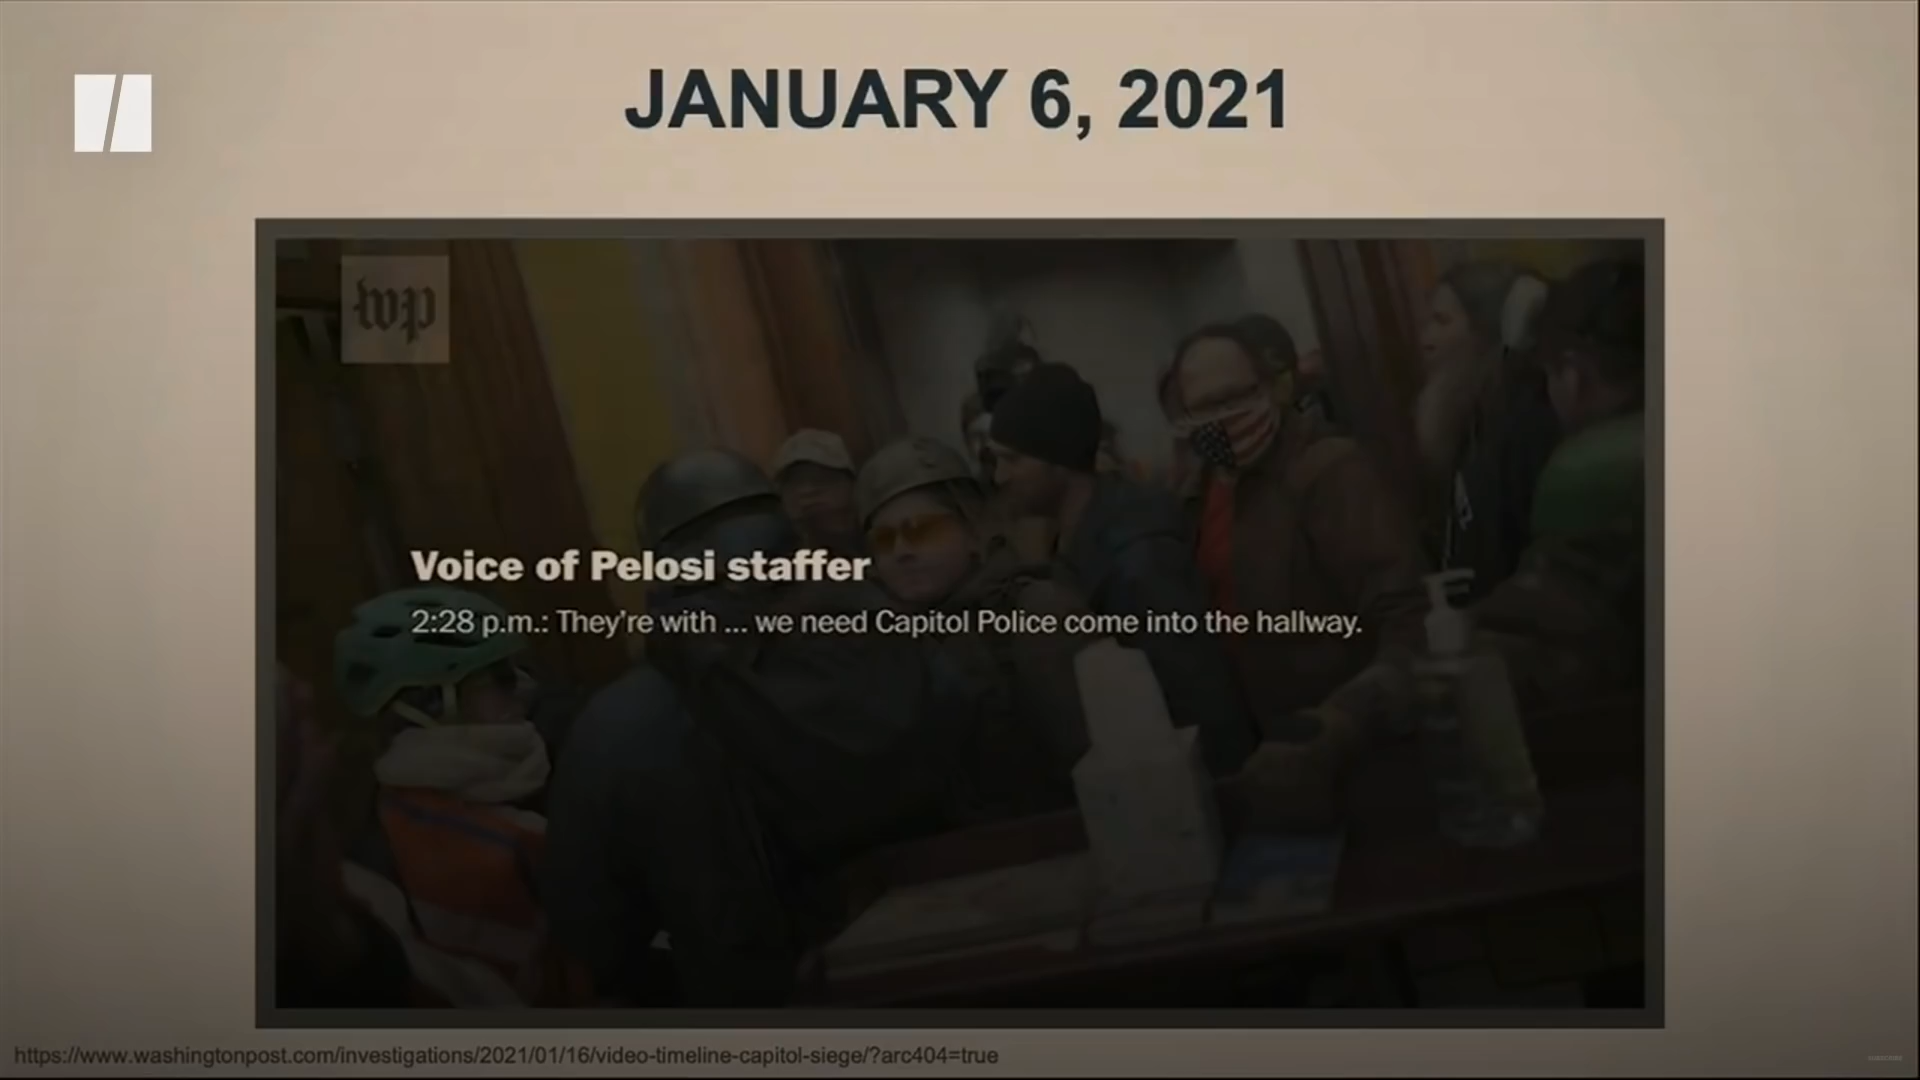 JANUARY 6, 2021
wp
Voice of Pelosi staffer
2:28 p.m.: They're with ... we need Capitol Police come into the hallway.
https://www.washingtonpost.com/investigations/2021/01/16/video-timeline-capitol-siege/?arc404=true
SUBSCRIBE